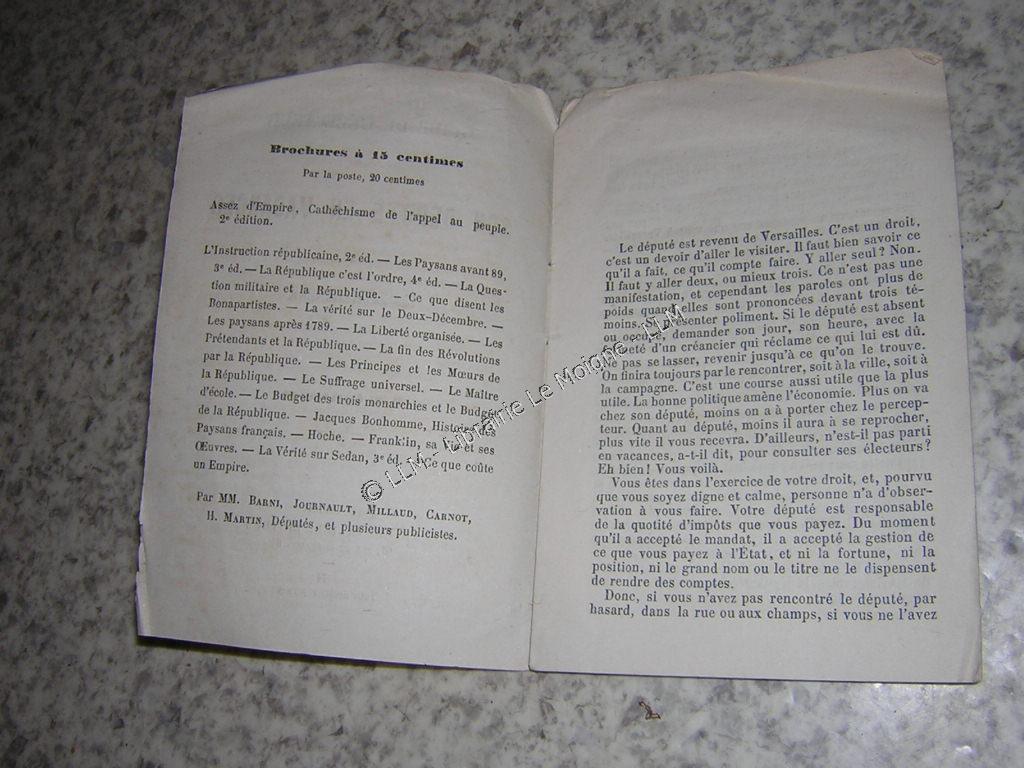 Brochures à 15 centimes
Par la poste, 20 centimes
Assez d'Empire, Cathéchisme de l'appel au peuple.
2e édition.
L'Instruction républicaine, 2e éd. — Les Paysans avant 89,
3e éd. — La République c'est l'ordre, 4e éd. — La Ques-
tion militaire et la République. — Ce que disent les
Bonapartistes. — La vérité sur le Deux-Décembre. —
Les paysans après 1789. — La Liberté organisée. — Les
Prétendants et la République. — La fin des Révolutions
par la République. — Les Principes et les Mœurs de
la République. — Le Suffrage universel. — Le Maître
d'école. — Le Budget des trois monarchies et le Budget
de la République. — Jacques Bonhomme, Histoire des
Paysans français. — Hoche. — Franklin, sa Vie et ses
Œuvres. — La Vérité sur Sedan, 3e éd. — Ce que coûte
un Empire.
Par MM. Barni, Journault, Millaud, Carnot,
H. Martin, Députés, et plusieurs publicistes.
Le député est revenu de Versailles. C'est un droit,
c'est un devoir d'aller le visiter. Il faut bien savoir ce
qu'il a fait, ce qu'il compte faire. Y aller seul? Non.
Il faut y aller deux, ou mieux trois. Ce n'est pas une
manifestation, et cependant les paroles ont plus de
poids quand elles sont prononcées devant trois té-
moins. Se présenter poliment. Si le député est absent
ou occupé, demander son jour, son heure, avec la
du'un créancier qui réclame ce qui lui est dû.
Ne pas se lasser, revenir jusqu'à ce qu'on le trouve.
On finira toujours par le rencontrer, soit à la ville, soit à
la campagne. C'est une course aussi utile que la plus
utile. La bonne politique amène l'économie. Plus on va
chez son député, moins on a à porter chez le percep-
teur. Quant au député, moins il aura à se reprocher,
plus vite il vous recevra. D'ailleurs, n'est-il pas parti
en vacances, a-t-il dit, pour consulter ses électeurs?
Eh bien! Vous voilà.
Vous êtes dans l'exercice de votre droit, et, pourvu
que vous soyez digne et calme, personne n'a d'obser-
vation à vous faire. Votre député est responsable
de la quotité d'impôts que vous payez. Du moment
qu'il a accepté le mandat, il a accepté la gestion de
ce que vous payez à l'État, et ni la fortune, ni la
position, ni le grand nom ou le titre ne le dispensent
de rendre des comptes.
Donc, si vous n'avez pas rencontré le député, par
hasard, dans la rue ou aux champs, si vous ne l'avez
© LLM - Librairie Le Moigne - LLM